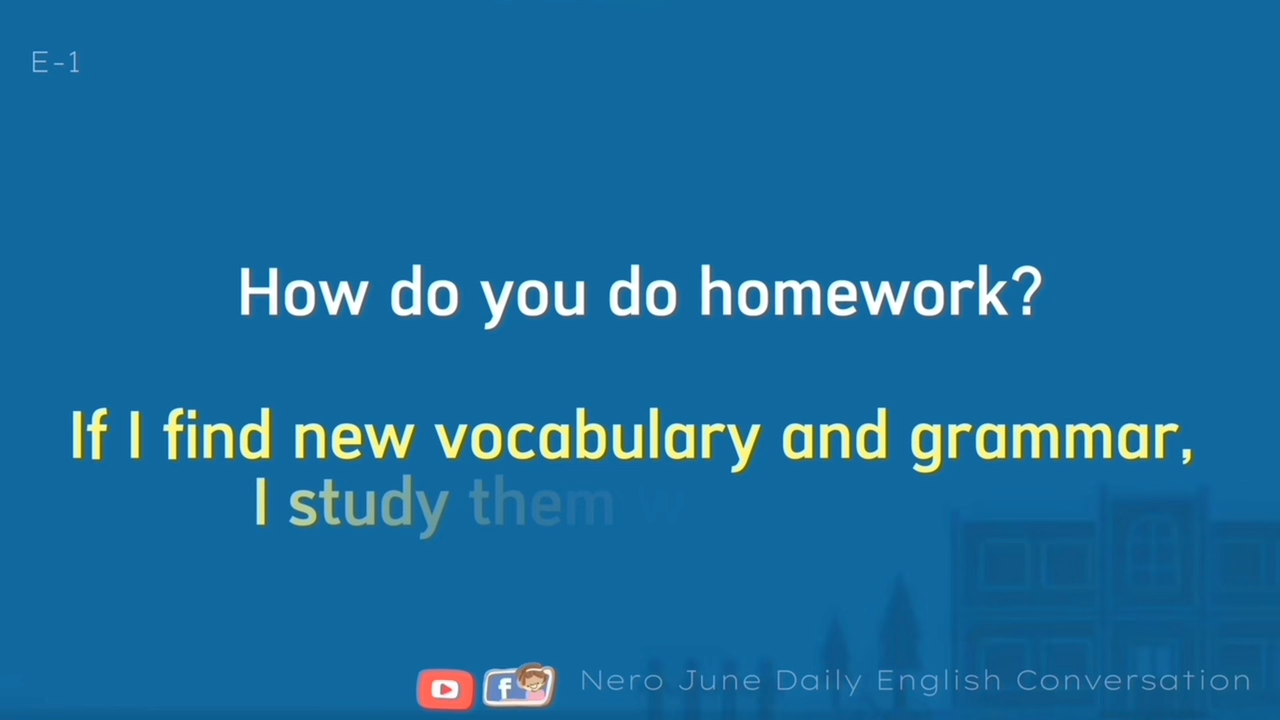 E-1
How do you do homework?
If I find new vocabulary and grammar,
I study them w
Nero June Daily English Conversation